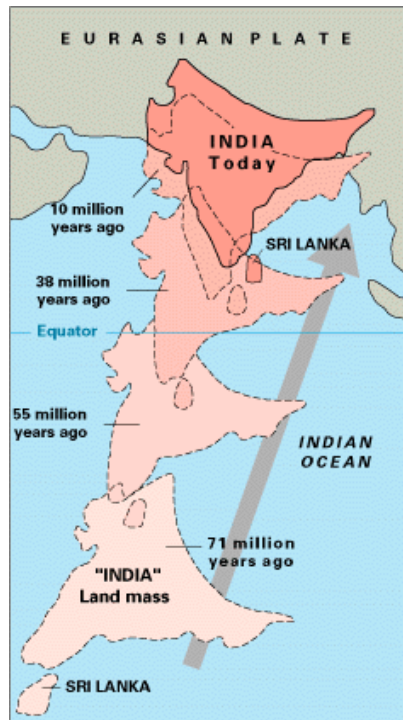 EURASIAN PLATE
INDIA
Today
10 million
years ago
SRI LANKA
38 million
years ago
Equator
55 million
years ago
INDIAN
OCEAN
71 million
years ago
"INDIA"
Land mass
SRI LANKA